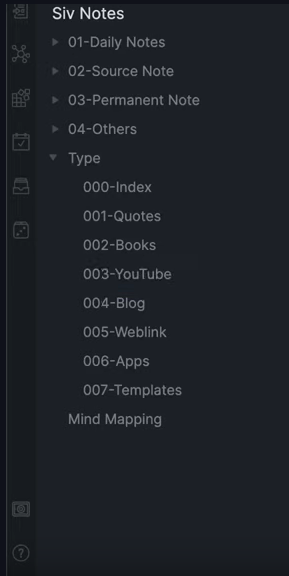 Siv Notes
01-Daily Notes
02-Source Note
03-Permanent Note
04-Others
Type
000-Index
001-Quotes
002-Books
003-YouTube
004-Blog
005-Weblink
006-Apps
007-Templates
Mind Mapping